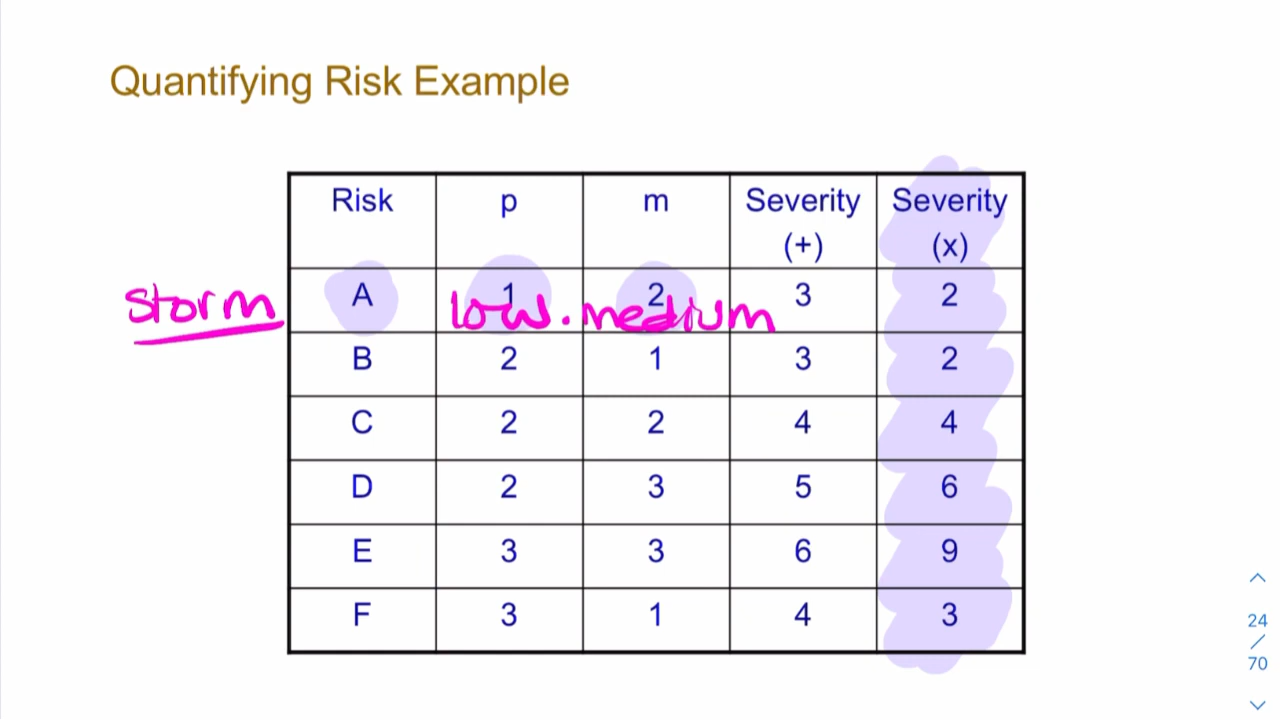 Quantifying Risk Example
Risk p m Severity (+) Severity (x)
storm A 1 2 3 2
low. medium
B 2 1 3 2
C 2 2 4 4
D 2 3 5 6
E 3 3 6 9
F 3 1 4 3
24
/
70